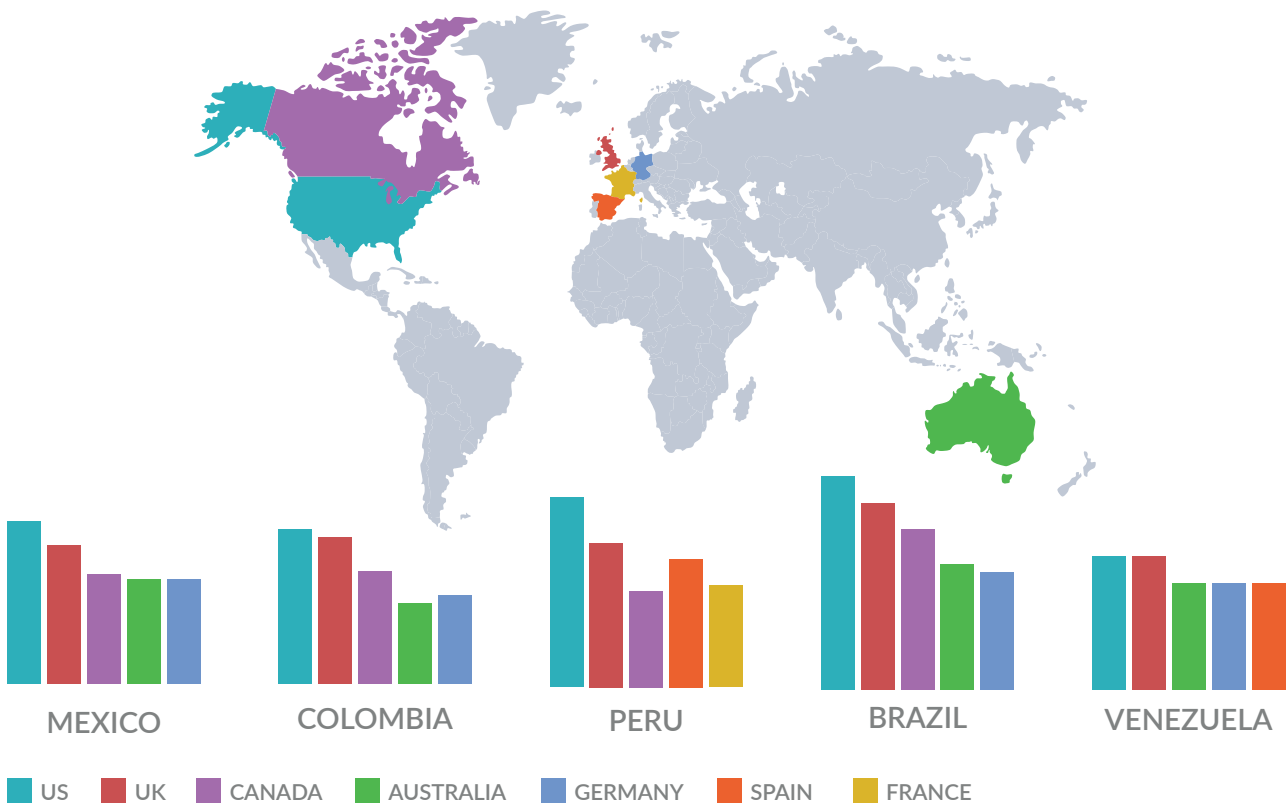 MEXICO
COLOMBIA
PERU
BRAZIL
VENEZUELA
US
UK
CANADA
AUSTRALIA
GERMANY
SPAIN
FRANCE